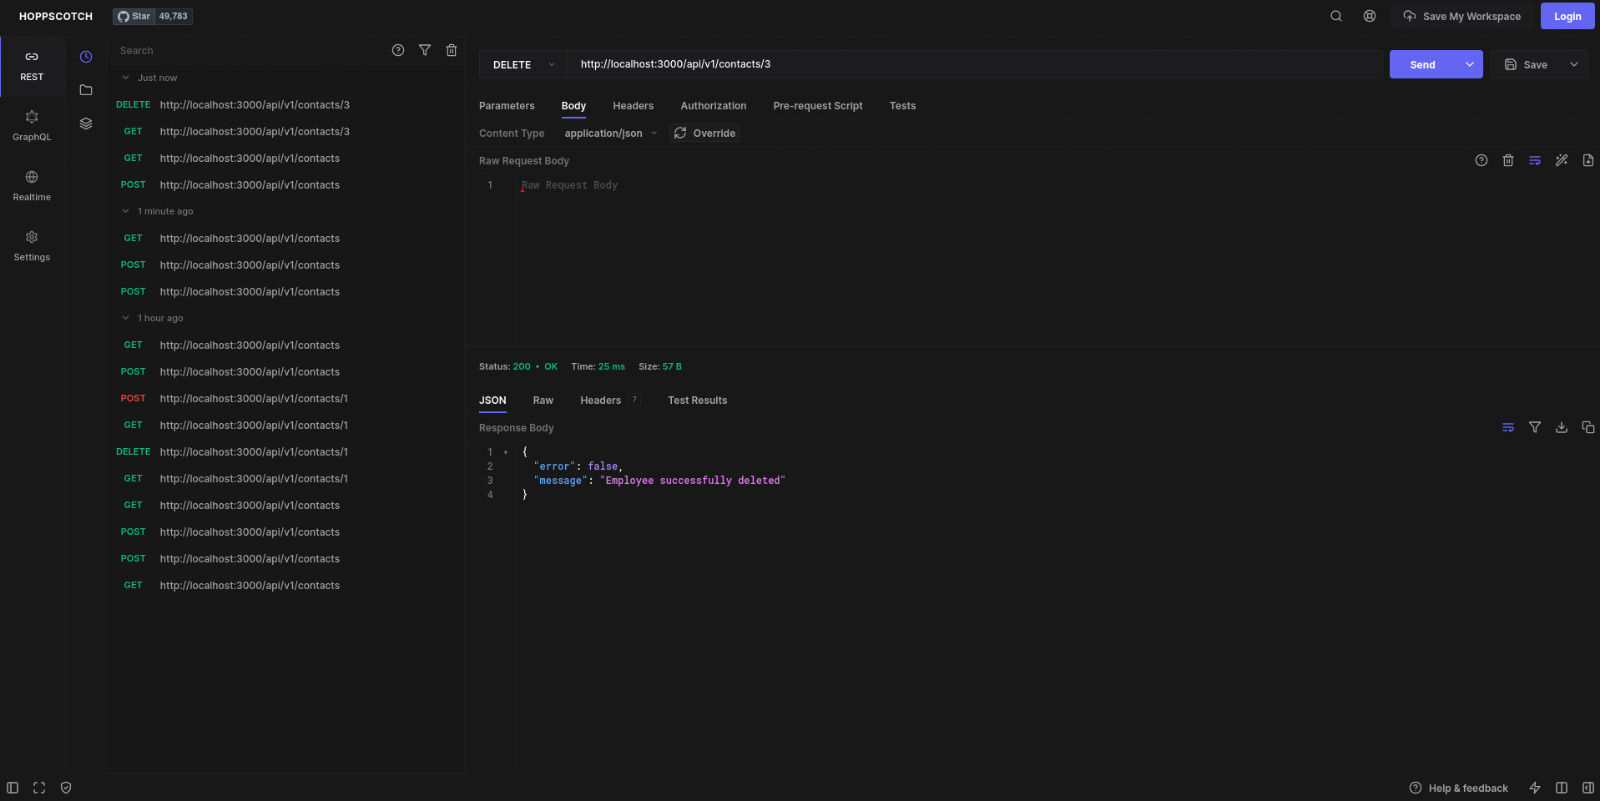 HOPPSCOTCH
Star 49,783
Save My Workspace
Login
REST
GraphQL
Realtime
Settings
Search
Just now
DELETE http://localhost:3000/api/v1/contacts/3
GET http://localhost:3000/api/v1/contacts/3
GET http://localhost:3000/api/v1/contacts
POST http://localhost:3000/api/v1/contacts
1 minute ago
GET http://localhost:3000/api/v1/contacts
POST http://localhost:3000/api/v1/contacts
POST http://localhost:3000/api/v1/contacts
1 hour ago
GET http://localhost:3000/api/v1/contacts
POST http://localhost:3000/api/v1/contacts
POST http://localhost:3000/api/v1/contacts/1
GET http://localhost:3000/api/v1/contacts/1
DELETE http://localhost:3000/api/v1/contacts/1
GET http://localhost:3000/api/v1/contacts/1
GET http://localhost:3000/api/v1/contacts
POST http://localhost:3000/api/v1/contacts
POST http://localhost:3000/api/v1/contacts
GET http://localhost:3000/api/v1/contacts
DELETE http://localhost:3000/api/v1/contacts/3
Send
Save
Parameters Body Headers Authorization Pre-request Script Tests
Content Type application/json Override
Raw Request Body
1 Raw Request Body
Status: 200 • OK Time: 25 ms Size: 57 B
JSON Raw Headers 7 Test Results
Response Body
1 {
2 "error": false,
3 "message": "Employee successfully deleted"
4 }
Help & feedback